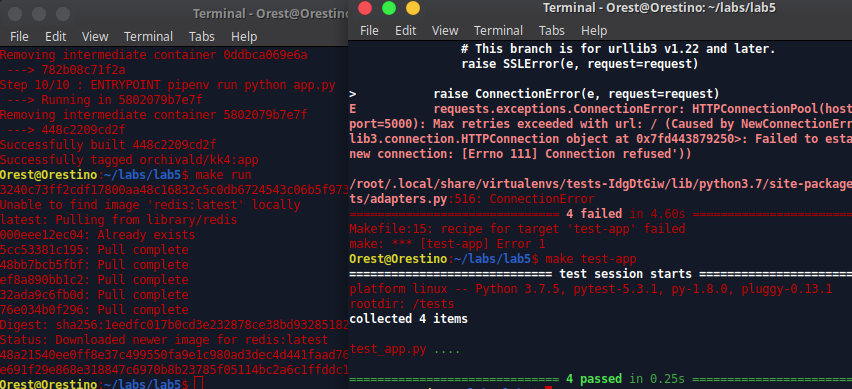 Terminal - Orest@Orestino: ~/labs/lab5
File Edit View Terminal Tabs Help
Removing intermediate container 0ddbca069e6a
---> 782b08c71f2a
Step 10/10 : ENTRYPOINT pipenv run python app.py
---> Running in 5802079b7e7f
Removing intermediate container 5802079b7e7f
---> 448c2209cd2f
Successfully built 448c2209cd2f
Successfully tagged orchivald/kk4:app
Orest@Orestino:~/labs/lab5$ make run
3240c73ff2cdf17800aa48c16832c5c0db6724543c06b5f973
Unable to find image 'redis:latest' locally
latest: Pulling from library/redis
000eee12ec04: Already exists
5cc53381c195: Pull complete
48bb7bcb5fbf: Pull complete
ef8a890bb1c2: Pull complete
32ada9c6fb0d: Pull complete
76e034b0f296: Pull complete
Digest: sha256:1eedfc017b0cd3e232878ce38bd93285182
Status: Downloaded newer image for redis:latest
48a21540ee0ff8e37c499550fa9e1c980ad3dec4d441faad76
e691f29e868e318847c6970b8b23785f05114bc2a6c1ffddc1
Orest@Orestino:~/labs/lab5$
Terminal - Orest@Orestino: ~/labs/lab5
File Edit View Terminal Tabs Help
# This branch is for urllib3 v1.22 and later.
raise SSLError(e, request=request)
> raise ConnectionError(e, request=request)
E requests.exceptions.ConnectionError: HTTPConnectionPool(host
port=5000): Max retries exceeded with url: / (Caused by NewConnectionErr
lib3.connection.HTTPConnection object at 0x7fd443879250>: Failed to esta
new connection: [Errno 111] Connection refused'))
/root/.local/share/virtualenvs/tests-IdgDtGiw/lib/python3.7/site-package
ts/adapters.py:516: ConnectionError
============================ 4 failed in 4.60s =======================
Makefile:15: recipe for target 'test-app' failed
make: *** [test-app] Error 1
Orest@Orestino:~/labs/lab5$ make test-app
============================ test session starts =====================
platform linux -- Python 3.7.5, pytest-5.3.1, py-1.8.0, pluggy-0.13.1
rootdir: /tests
collected 4 items
test_app.py ....
============================ 4 passed in 0.25s =======================